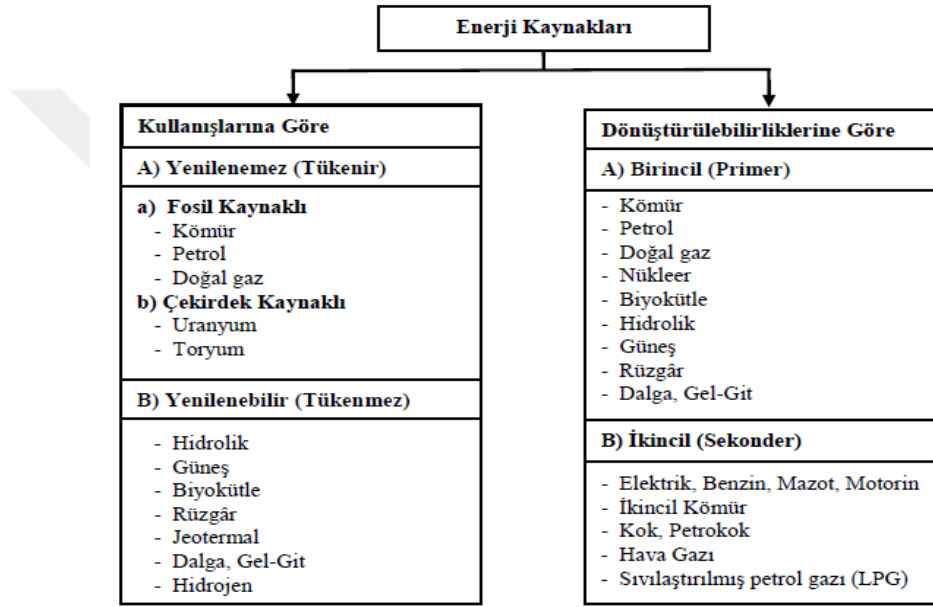 Enerji Kaynakları
Kullanışlarına Göre
A) Yenilenemez (Tükenir)
a) Fosil Kaynaklı
- Kömür
- Petrol
- Doğal gaz
b) Çekirdek Kaynaklı
- Uranyum
- Toryum
B) Yenilenebilir (Tükenmez)
- Hidrolik
- Güneş
- Biyokütle
- Rüzgâr
- Jeotermal
- Dalga, Gel-Git
- Hidrojen
Dönüştürülebilirliklerine Göre
A) Birincil (Primer)
- Kömür
- Petrol
- Doğal gaz
- Nükleer
- Biyokütle
- Hidrolik
- Güneş
- Rüzgâr
- Dalga, Gel-Git
B) İkincil (Sekonder)
- Elektrik, Benzin, Mazot, Motorin
- İkincil Kömür
- Kok, Petrokok
- Hava Gazı
- Sıvılaştırılmış petrol gazı (LPG)